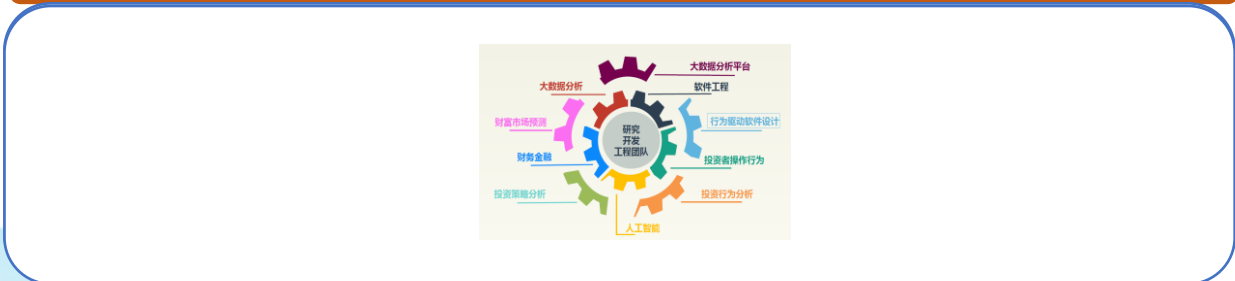 大数据分析平台
大数据分析
软件工程
财富市场预测
行为驱动软件设计
研究
开发
工程团队
财务金融
投资者操作行为
投资策略分析
投资行为分析
人工智能